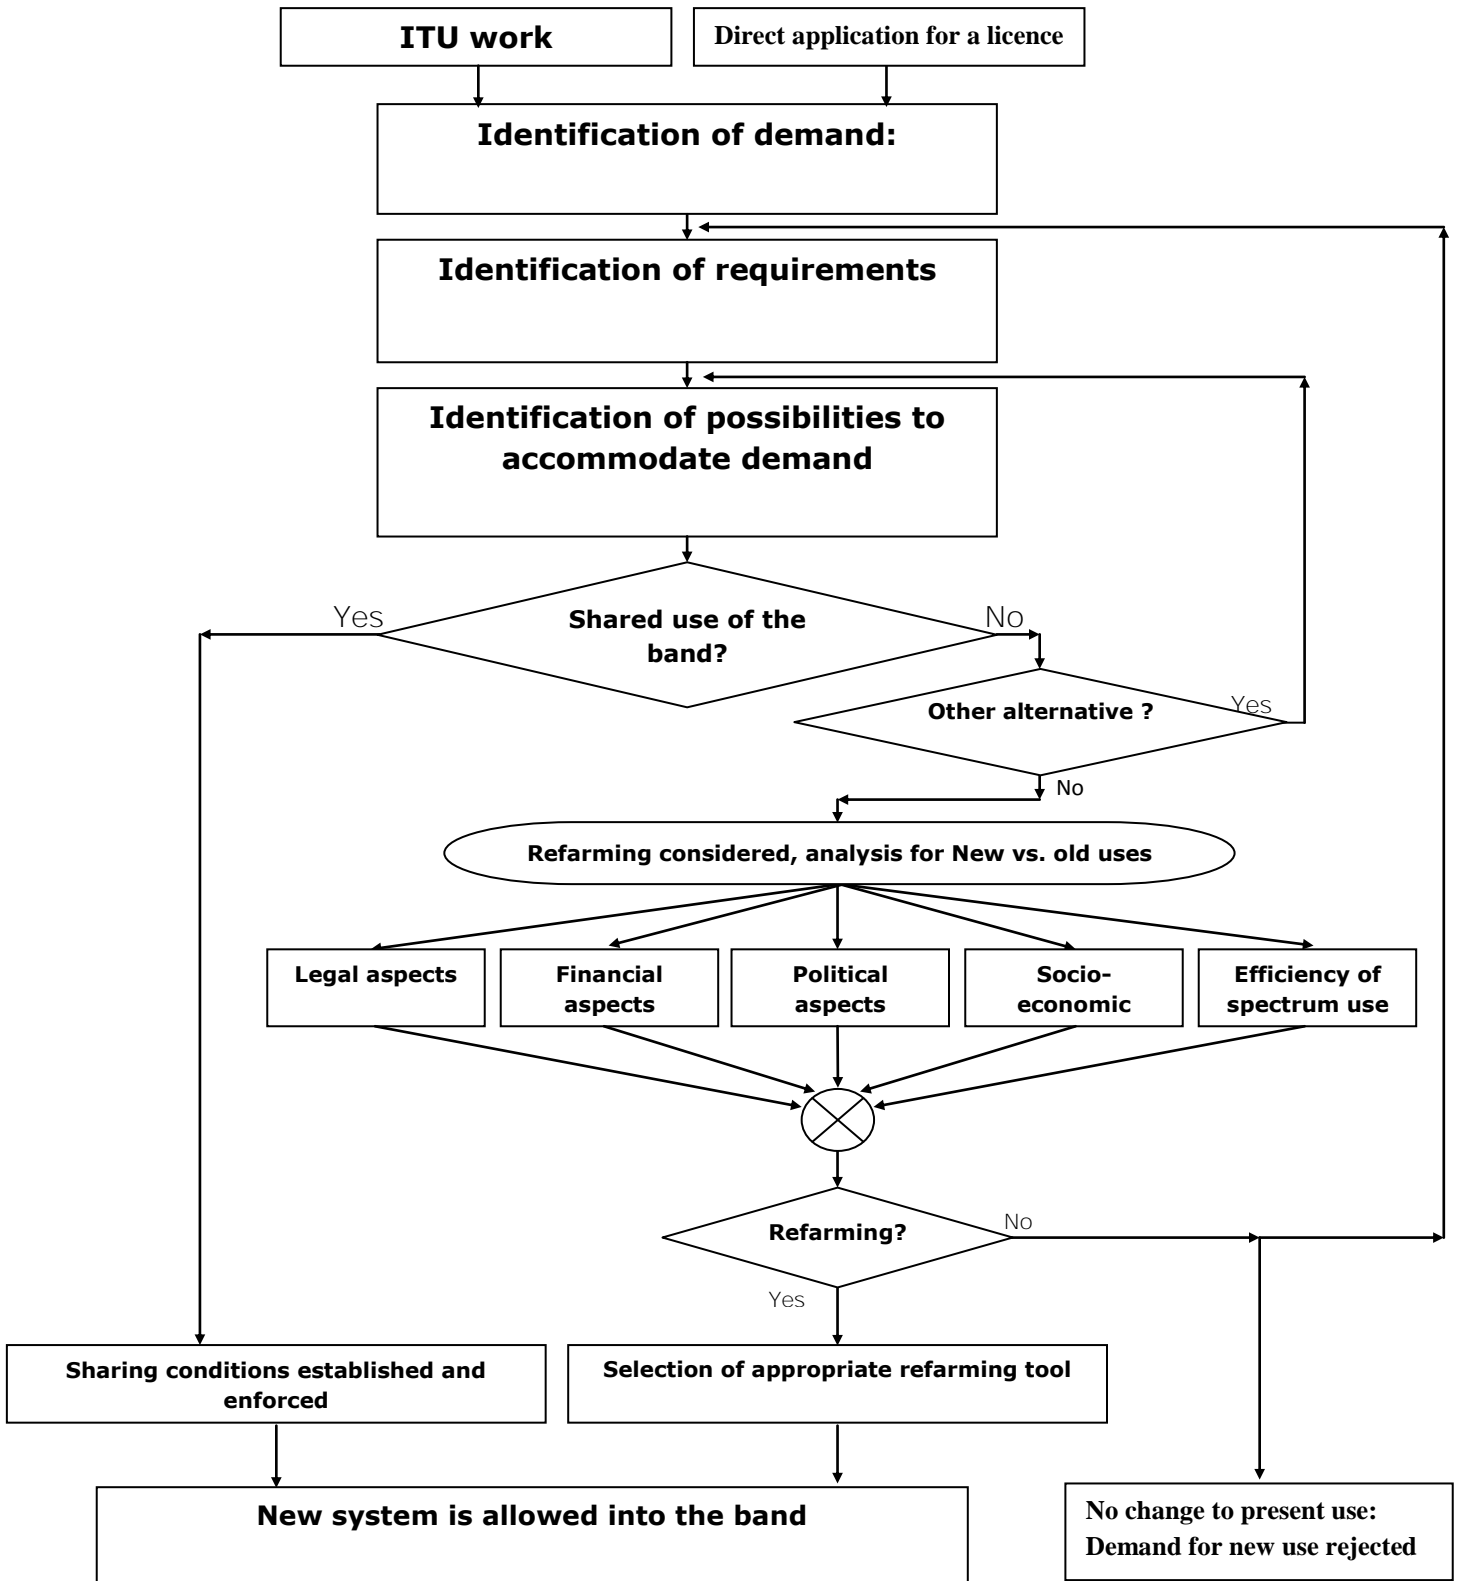 ITU work
Direct application for a licence
Identification of demand:
Identification of requirements
Identification of possibilities to
accommodate demand
Yes
Shared use of the
band?
No
Other alternative ?
Yes
No
Refarming considered, analysis for New vs. old uses
Legal aspects
Financial
aspects
Political
aspects
Socio-
economic
Efficiency of
spectrum use
Refarming?
No
Yes
Sharing conditions established and
enforced
Selection of appropriate refarming tool
New system is allowed into the band
No change to present use:
Demand for new use rejected